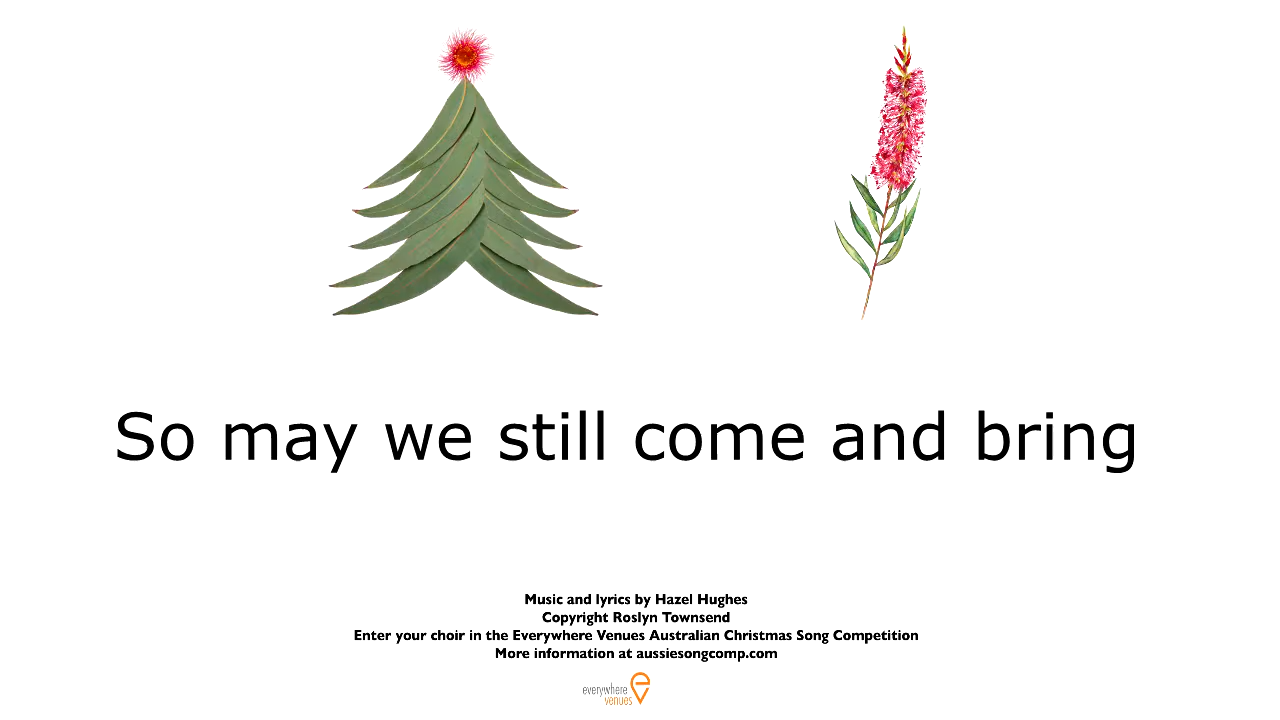 So may we still come and bring
Music and lyrics by Hazel Hughes
Copyright Roslyn Townsend
Enter your choir in the Everywhere Venues Australian Christmas Song Competition
More information at aussiesongcomp.com
everywhere
venues